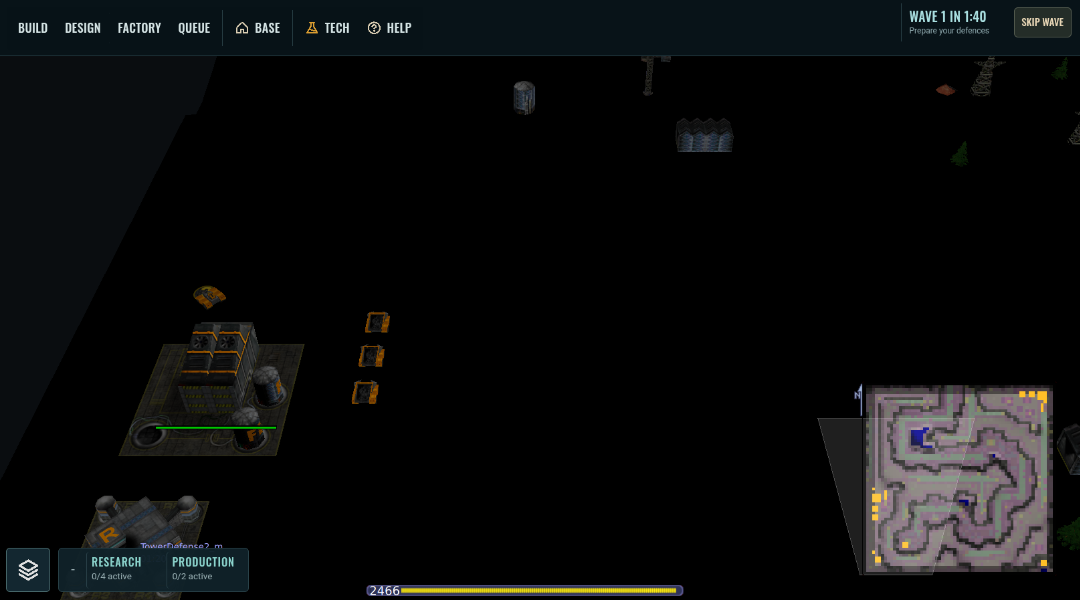 BUILD DESIGN FACTORY QUEUE BASE TECH HELP
WAVE 1 IN 1:40
Prepare your defences
SKIP WAVE
N
R
RESEARCH
0/4 active
PRODUCTION
0/2 active
-
2466